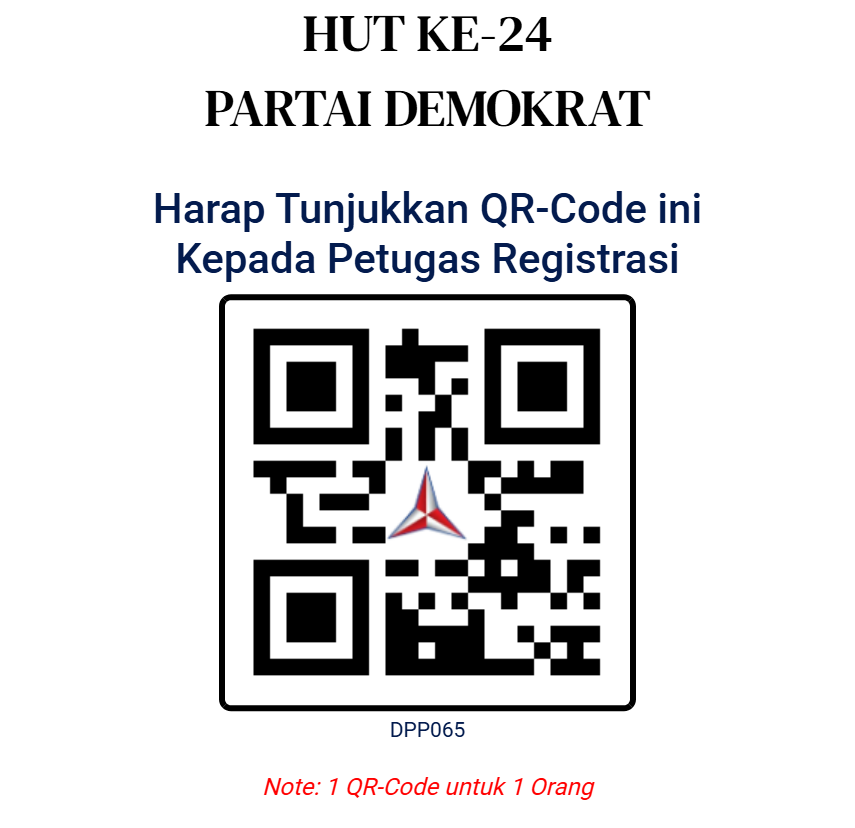 HUT KE-24
PARTAI DEMOKRAT
Harap Tunjukkan QR-Code ini
Kepada Petugas Registrasi
DPP065
Note: 1 QR-Code untuk 1 Orang